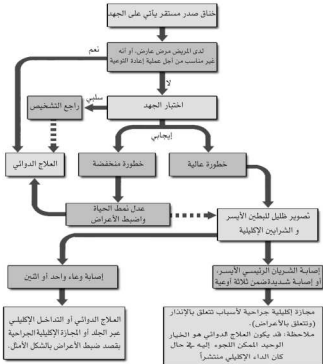 خناق صدر مستقر يأتي على الجهد
لدى المريض مرض عارض، أو أنه
غير مناسب من أجل عملية إعادة التوعية
نعم
لا
اختبار الجهد
سلبي
راجع التشخيص
إيجابي
العلاج الدوائي
خطورة منخفضة
خطورة عالية
عدل نمط الحياة
واضبط الأعراض
تصوير ظليل للبطين الأيسر
و الشرايين الإكليلية
إصابة وعاء واحد أو اثنين
إصابة الشريان الرئيسي الأيسر،
أو إصابة شديدة ضمن ثلاثة أوعية
العلاج الدوائي أو التداخل الإكليلي
عبر الجلد أو المجازة الإكليلية الجراحية
بقصد ضبط الأعراض بالشكل الأمثل.
مجازة إكليلية جراحية لأسباب تتعلق بالإنذار
(وتتعلق بالأعراض).
ملاحظة: قد يكون العلاج الدوائي هو الخيار
الوحيد الممكن اللجوء إليه في حال
كان الداء الإكليلي منتشراً